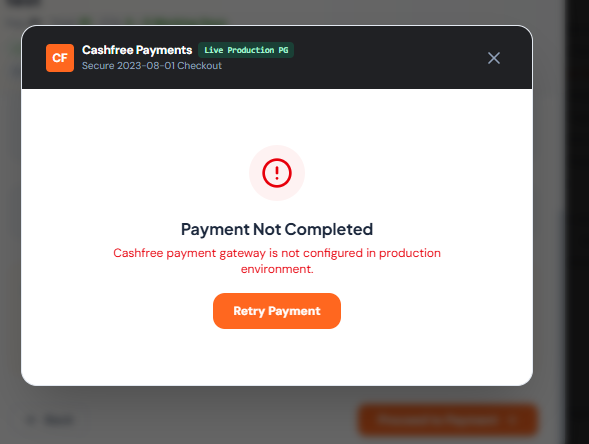 CF
Cashfree Payments
Live Production PG
Secure 2023-08-01 Checkout
Payment Not Completed
Cashfree payment gateway is not configured in production
environment.
Retry Payment